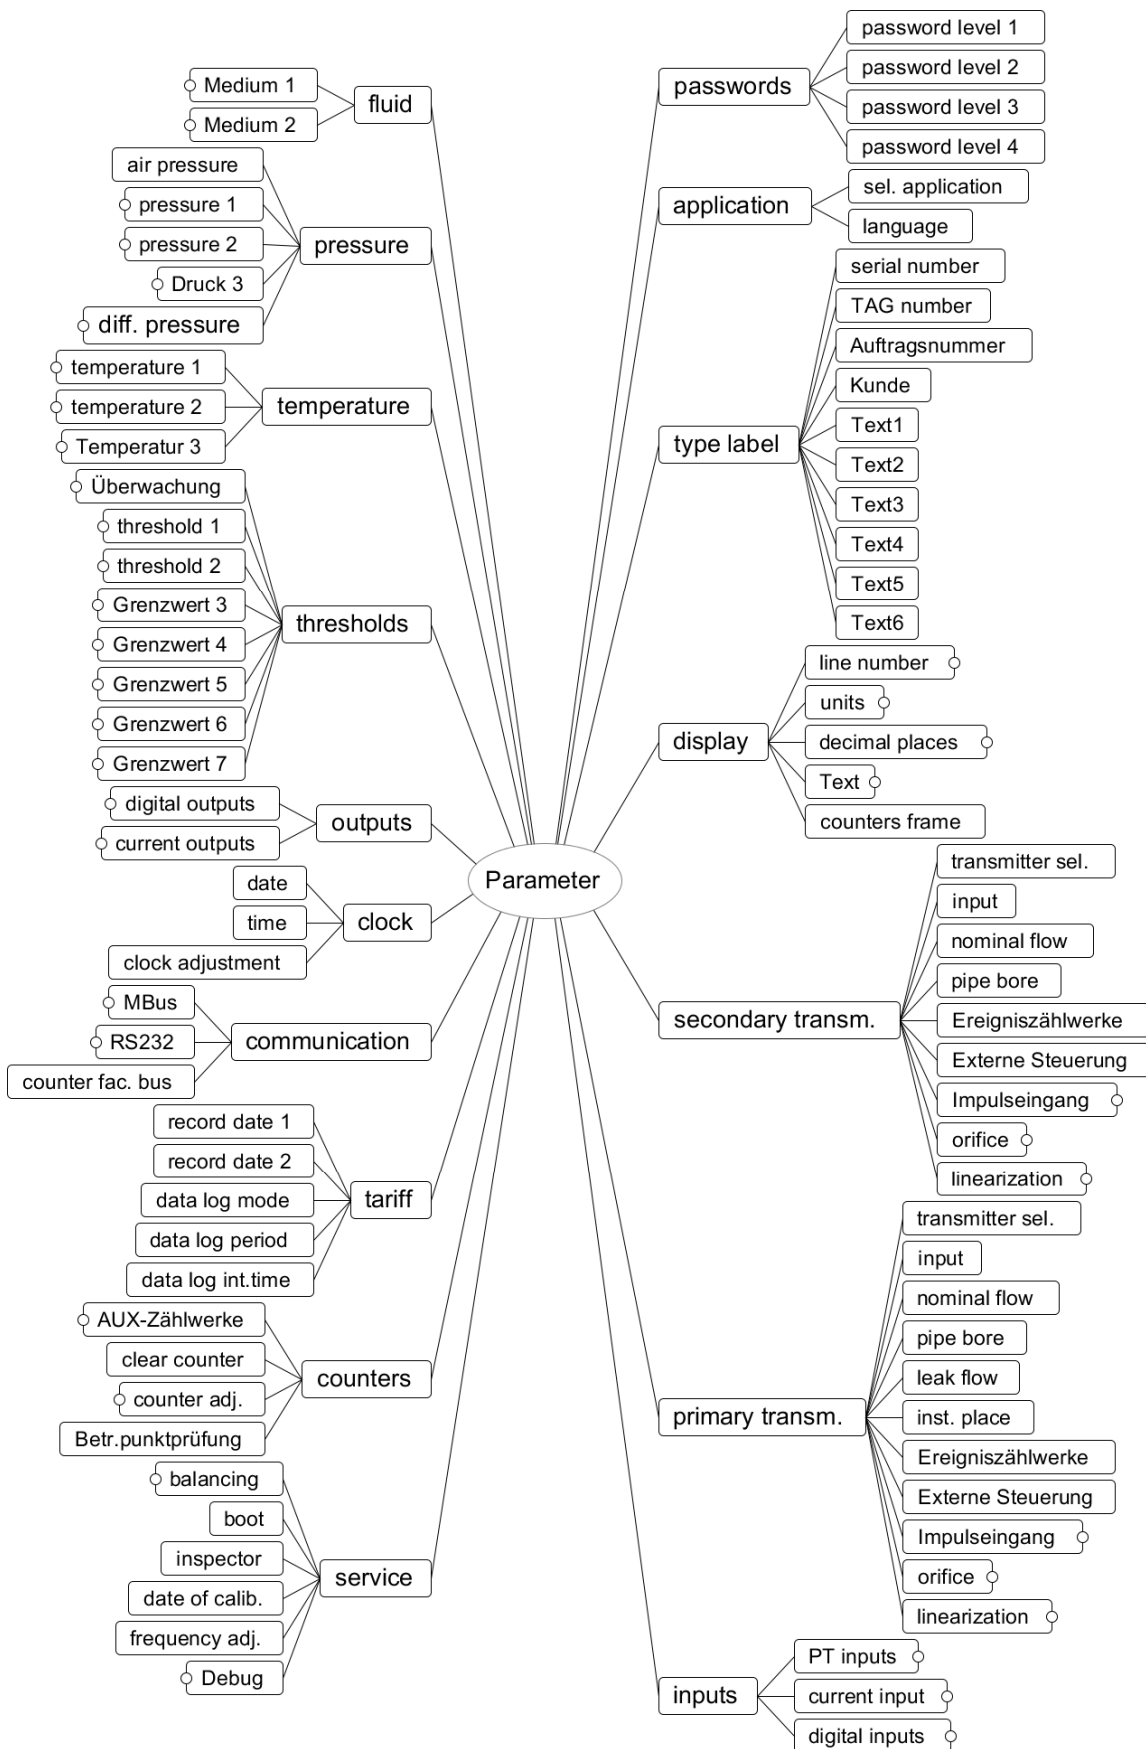 Parameter
fluid
Medium 1
Medium 2
pressure
air pressure
pressure 1
pressure 2
Druck 3
diff. pressure
temperature
temperature 1
temperature 2
Temperatur 3
thresholds
Überwachung
threshold 1
threshold 2
Grenzwert 3
Grenzwert 4
Grenzwert 5
Grenzwert 6
Grenzwert 7
outputs
digital outputs
current outputs
clock
date
time
clock adjustment
communication
MBus
RS232
counter fac. bus
tariff
record date 1
record date 2
data log mode
data log period
data log int.time
counters
AUX-Zählwerke
clear counter
counter adj.
Betr.punktprüfung
service
balancing
boot
inspector
date of calib.
frequency adj.
Debug
passwords
password level 1
password level 2
password level 3
password level 4
application
sel. application
language
type label
serial number
TAG number
Auftragsnummer
Kunde
Text1
Text2
Text3
Text4
Text5
Text6
display
line number
units
decimal places
Text
counters frame
secondary transm.
transmitter sel.
input
nominal flow
pipe bore
Ereigniszählwerke
Externe Steuerung
Impulseingang
orifice
linearization
primary transm.
transmitter sel.
input
nominal flow
pipe bore
leak flow
inst. place
Ereigniszählwerke
Externe Steuerung
Impulseingang
orifice
linearization
inputs
PT inputs
current input
digital inputs